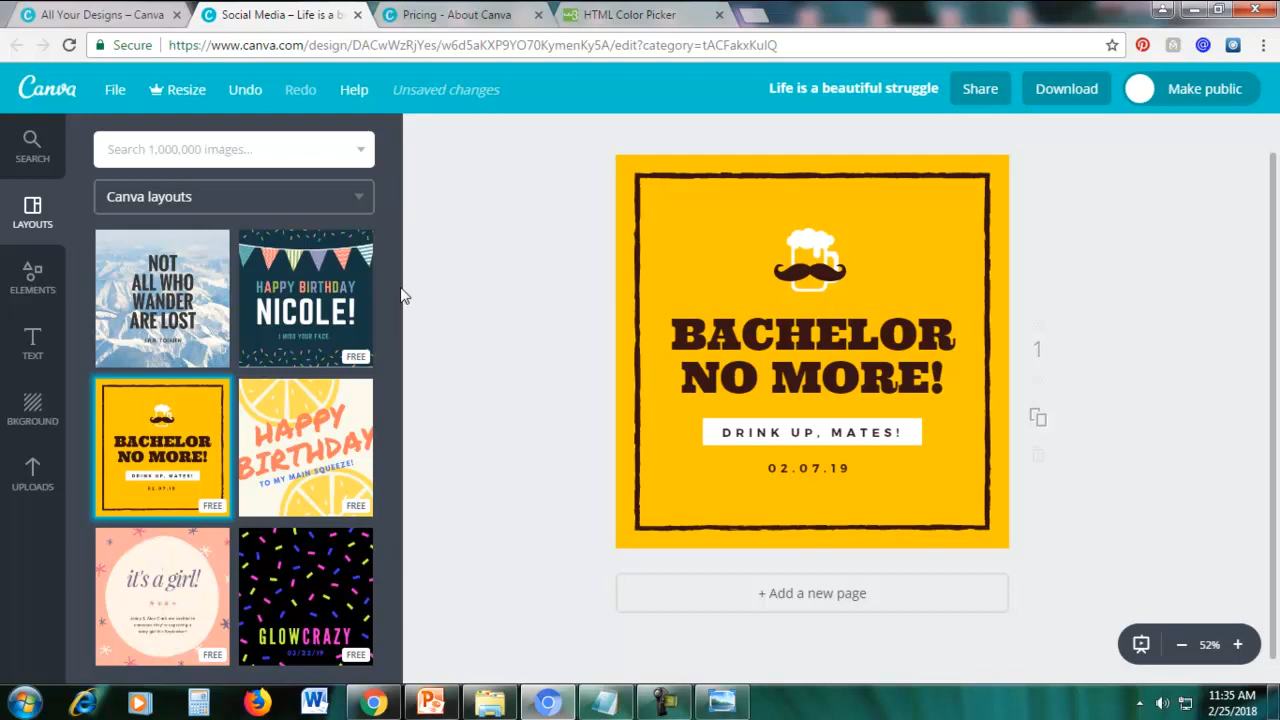 All Your Designs – Canva
Social Media – Life is a b
Pricing - About Canva
HTML Color Picker
Secure
https://www.canva.com/design/DACwWzRjYes/w6d5aKXP9YO70KymenKy5A/edit?category=tACFakxKuIQ
Canva
File
Resize
Undo
Redo
Help
Unsaved changes
Life is a beautiful struggle
Share
Download
Make public
SEARCH
LAYOUTS
ELEMENTS
TEXT
BKGROUND
UPLOADS
Search 1,000,000 images...
Canva layouts
NOT
ALL WHO
WANDER
ARE LOST
HAPPY BIRTHDAY
NICOLE!
I MISS YOUR FACE.
FREE
BACHELOR
NO MORE!
DRINK UP, MATES!
02.07.19
FREE
HAPPY
BIRTHDAY
TO MY MAIN SQUEEZE!
FREE
it's a girl!
FREE
GLOWCRAZY
03/22/19
FREE
BACHELOR
NO MORE!
DRINK UP, MATES!
02.07.19
1
+ Add a new page
52%
11:35 AM
2/25/2018